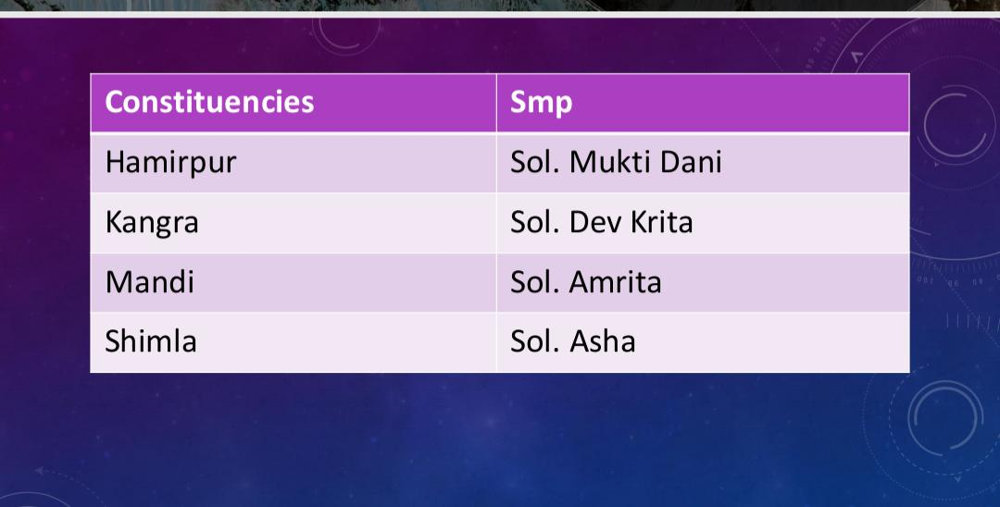 Constituencies Smp
Hamirpur Sol. Mukti Dani
Kangra Sol. Dev Krita
Mandi Sol. Amrita
Shimla Sol. Asha